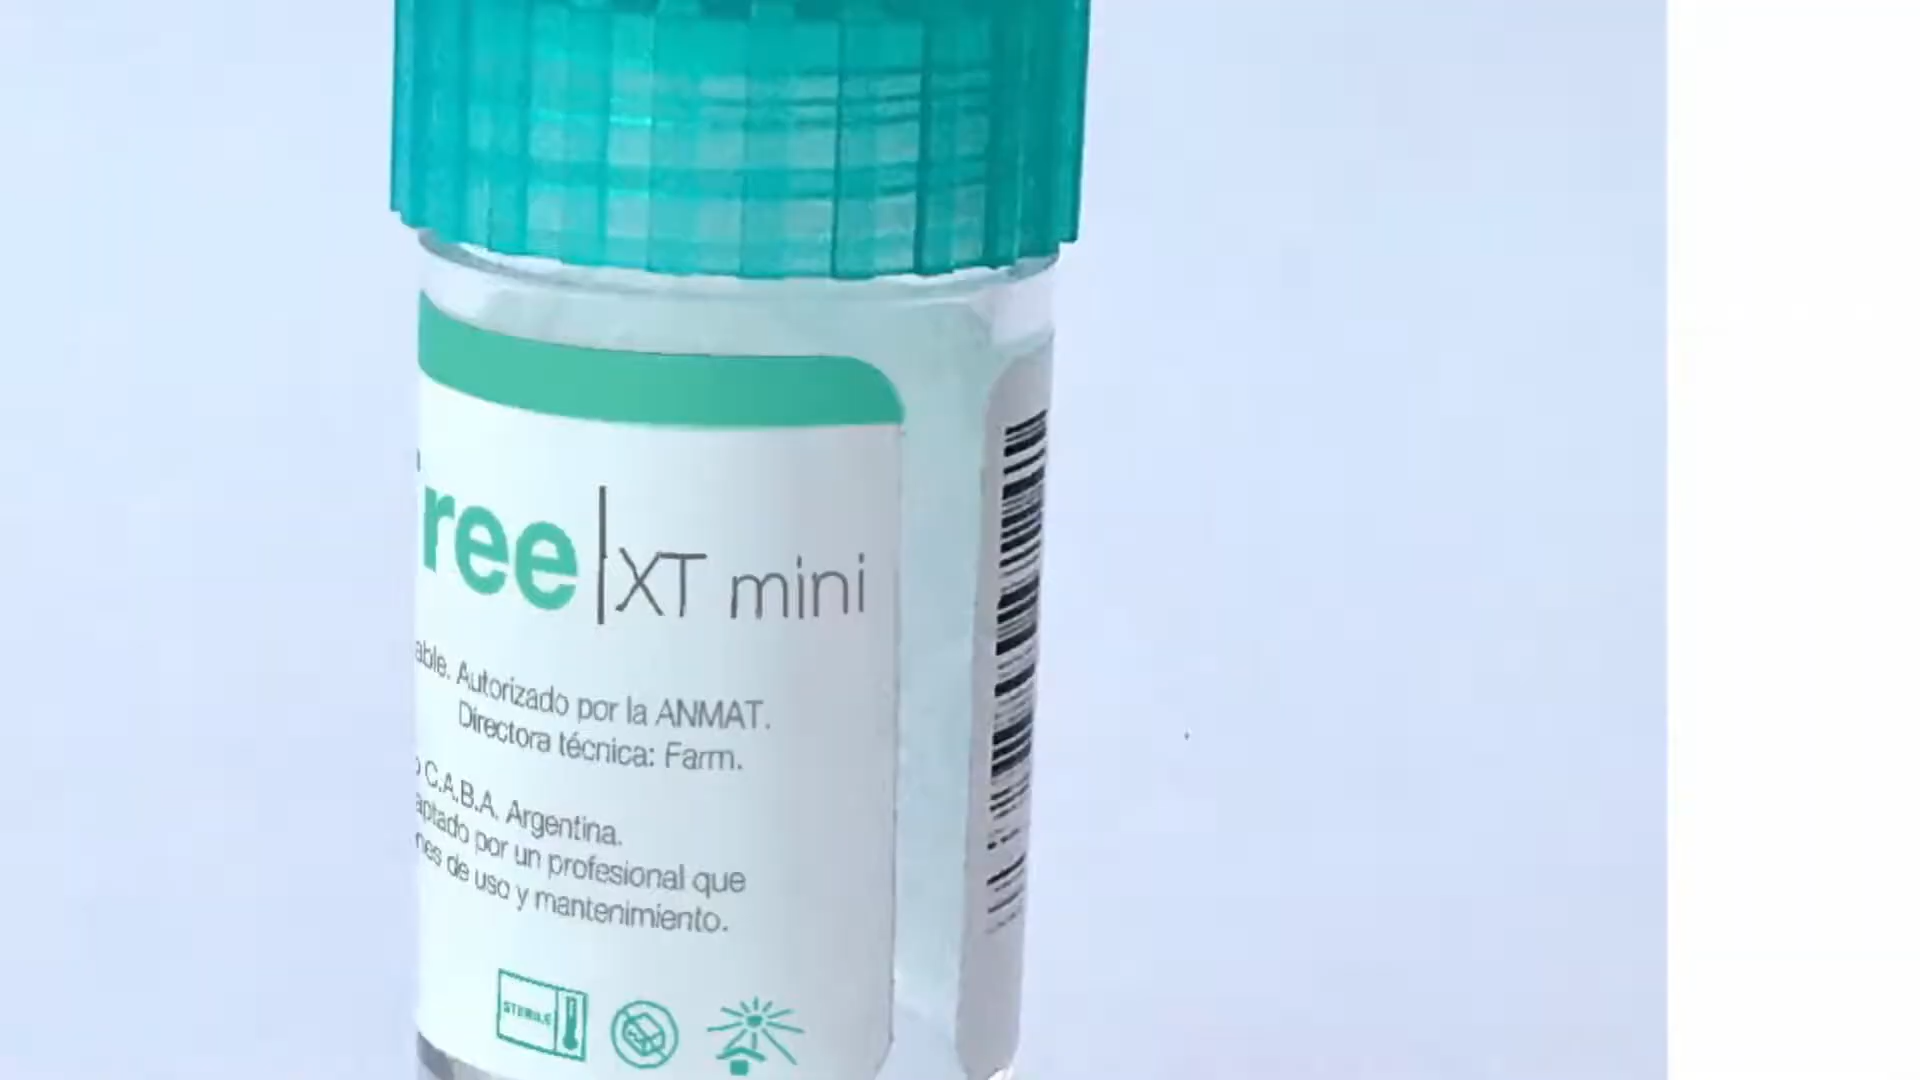 ree | XT mini
able. Autorizado por la ANMAT.
Directora técnica: Farm.
o C.A.B.A. Argentina.
aptado por un profesional que
nes de uso y mantenimiento.
STERILE